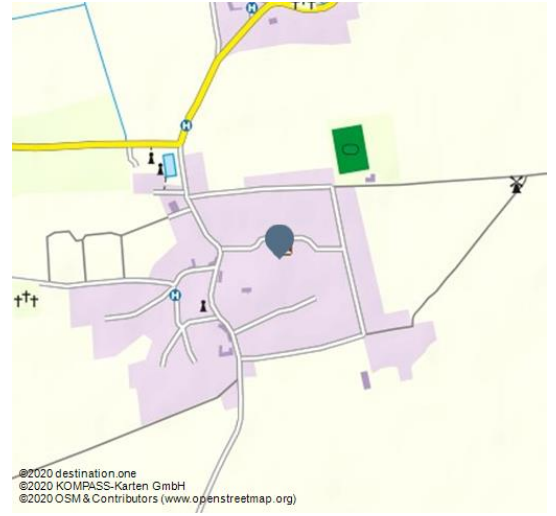 H
H
H
©2020 destination.one
©2020 KOMPASS-Karten GmbH
©2020 OSM & Contributors (www.openstreetmap.org)